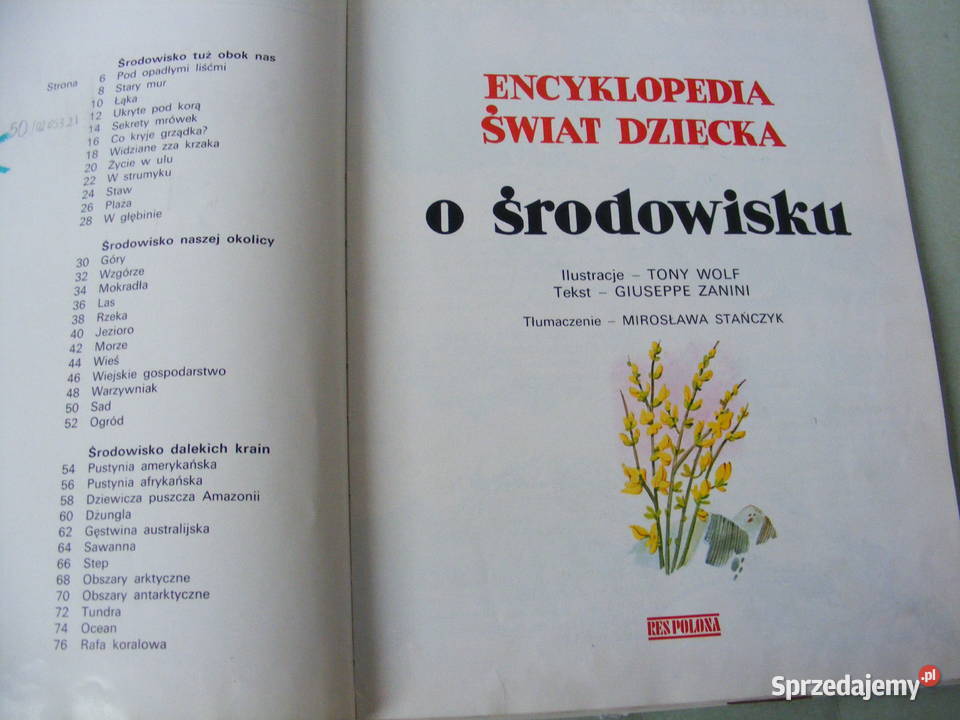 Środowisko tuż obok nas
Strona 6 Pod opadłymi liśćmi
8 Stary mur
10 Łąka
12 Ukryte pod korą
14 Sekrety mrówek
16 Co kryje grządka?
18 Widziane zza krzaka
20 Życie w ulu
22 W strumyku
24 Staw
26 Plaża
28 W głębinie
Środowisko naszej okolicy
30 Góry
32 Wzgórze
34 Mokradła
36 Las
38 Rzeka
40 Jezioro
42 Morze
44 Wieś
46 Wiejskie gospodarstwo
48 Warzywniak
50 Sad
52 Ogród
Środowisko dalekich krain
54 Pustynia amerykańska
56 Pustynia afrykańska
58 Dziewicza puszcza Amazonii
60 Dżungla
62 Gęstwina australijska
64 Sawanna
66 Step
68 Obszary arktyczne
70 Obszary antarktyczne
72 Tundra
74 Ocean
76 Rafa koralowa
ENCYKLOPEDIA
ŚWIAT DZIECKA
o środowisku
Ilustracje – TONY WOLF
Tekst – GIUSEPPE ZANINI
Tłumaczenie – MIROSŁAWA STAŃCZYK
RES POLONA
Sprzedajemy.pl